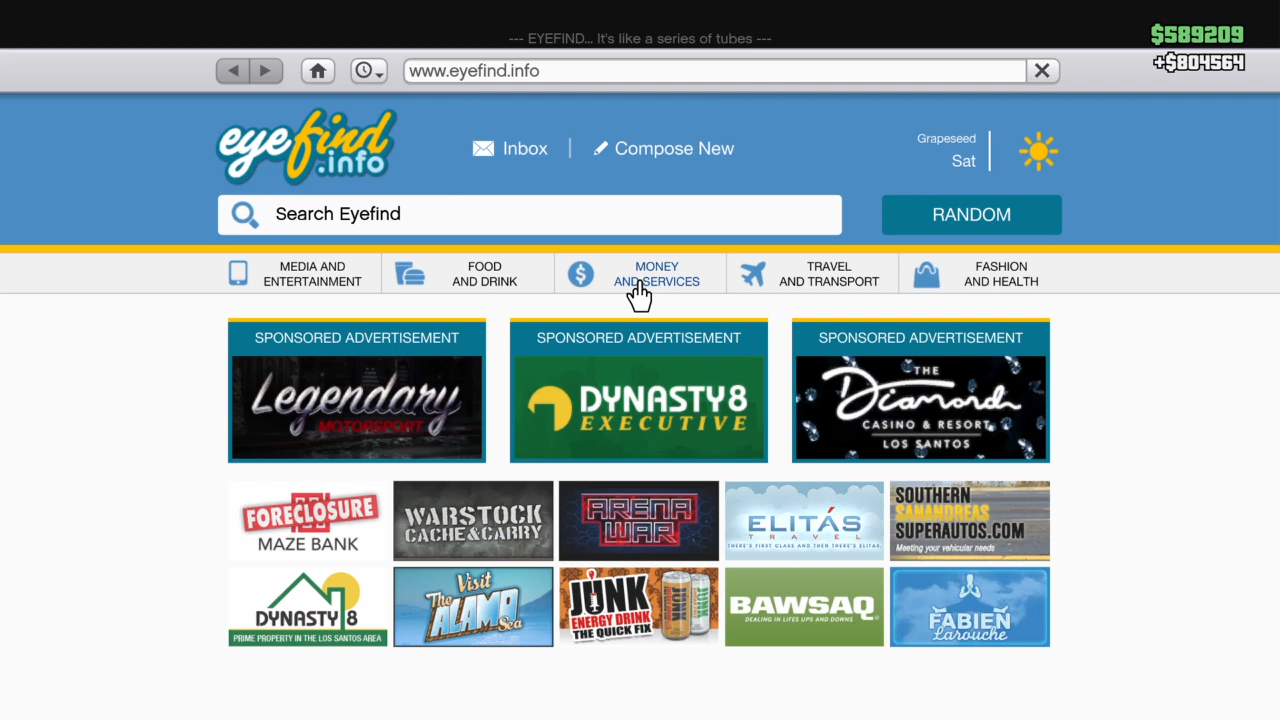 --- EYEFIND... It's like a series of tubes ---
$589209
+$804564
www.eyefind.info
eyefind
.info
Inbox
Compose New
Grapeseed
Sat
Search Eyefind
RANDOM
MEDIA AND
ENTERTAINMENT
FOOD
AND DRINK
MONEY
AND SERVICES
TRAVEL
AND TRANSPORT
FASHION
AND HEALTH
SPONSORED ADVERTISEMENT
Legendary
MOTORSPORT
SPONSORED ADVERTISEMENT
DYNASTY8
EXECUTIVE
SPONSORED ADVERTISEMENT
THE
Diamond
CASINO & RESORT
LOS SANTOS
FORECLOSURE
MAZE BANK
WARSTOCK
CACHE&CARRY
ARENA
WAR
ELITÁS
TRAVEL
THERE'S FIRST CLASS AND THEN THERE'S ELITAS.
SOUTHERN
SANANDREAS
SUPERAUTOS.COM
Meeting your vehicular needs
DYNASTY 8
PRIME PROPERTY IN THE LOS SANTOS AREA
Visit
The ALAMO Sea
JUNK
ENERGY DRINK
THE QUICK FIX
JUNK
BAWSAQ
DEALING IN LIFES UPS AND DOWNS
FABIEN
Larouche